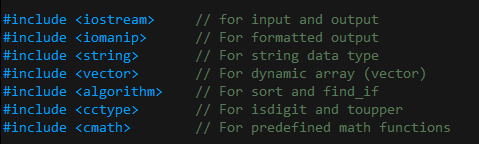 #include <iostream>     // for input and output
#include <iomanip>      // For formatted output
#include <string>       // For string data type
#include <vector>       // For dynamic array (vector)
#include <algorithm>    // For sort and find_if
#include <cctype>       // For isdigit and toupper
#include <cmath>        // For predefined math functions